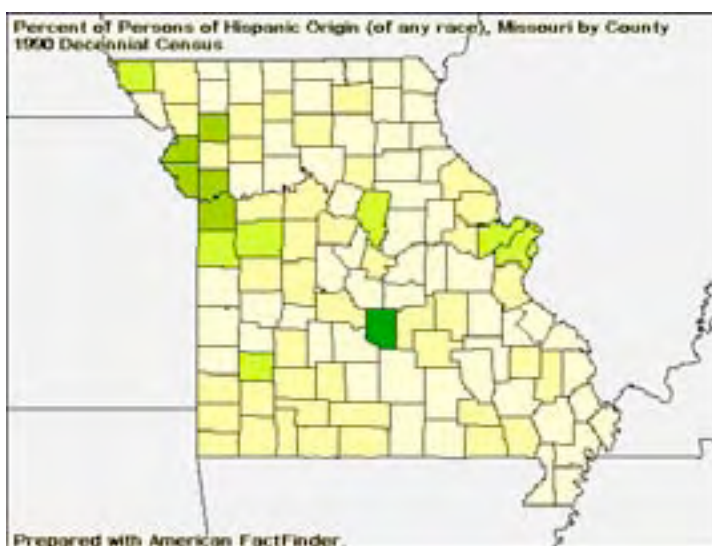 Percent of Persons of Hispanic Origin (of any race), Missouri by County
1990 Decennial Census
Prepared with American FactFinder.